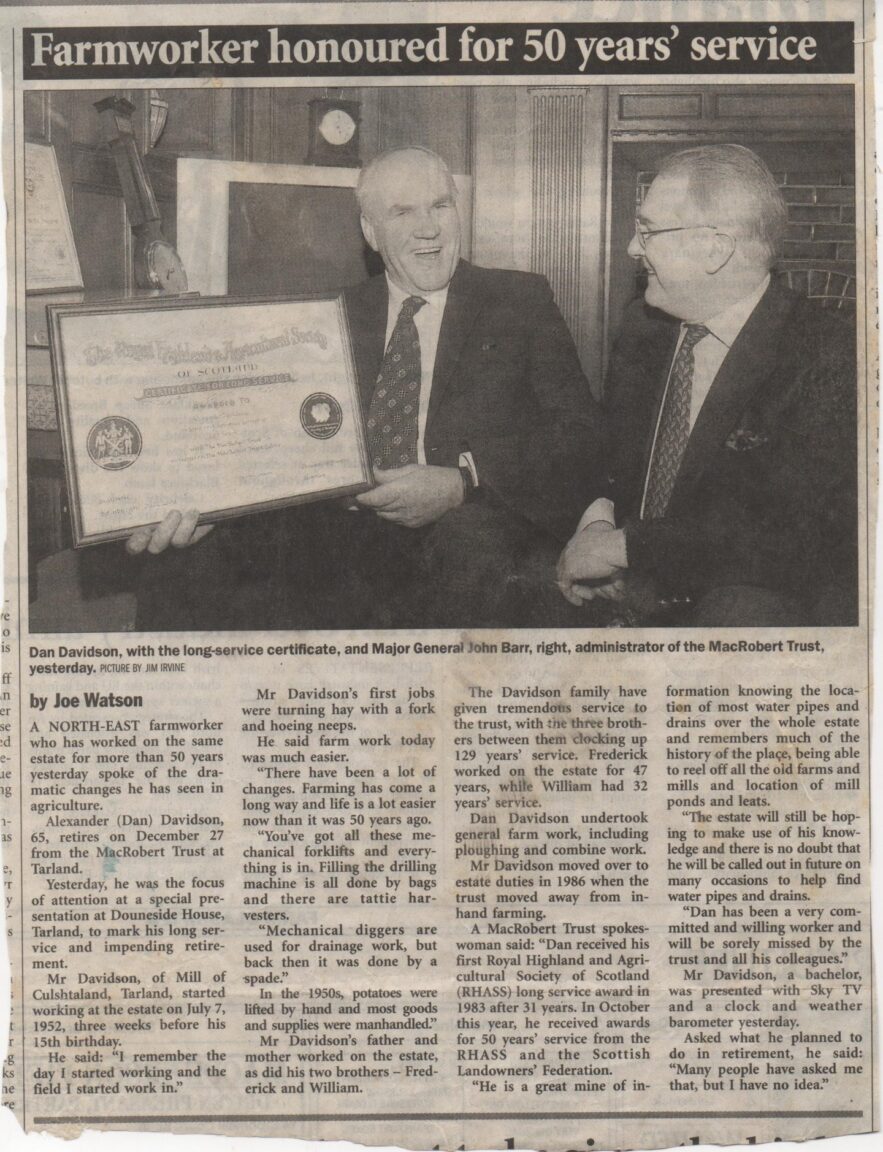 Farmworker honoured for 50 years' service
The Royal Highland & Agricultural Society
OF SCOTLAND
CERTIFICATE FOR LONG SERVICE
AWARDED TO
Dan Davidson, with the long-service certificate, and Major General John Barr, right, administrator of the MacRobert Trust,
yesterday. PICTURE BY JIM IRVINE
by Joe Watson
A NORTH-EAST farmworker
who has worked on the same
estate for more than 50 years
yesterday spoke of the dra-
matic changes he has seen in
agriculture.
Alexander (Dan) Davidson,
65, retires on December 27
from the MacRobert Trust at
Tarland.
Yesterday, he was the focus
of attention at a special pre-
sentation at Douneside House,
Tarland, to mark his long ser-
vice and impending retire-
ment.
Mr Davidson, of Mill of
Culshtaland, Tarland, started
working at the estate on July 7,
1952, three weeks before his
15th birthday.
He said: "I remember the
day I started working and the
field I started work in."
Mr Davidson's first jobs
were turning hay with a fork
and hoeing neeps.
He said farm work today
was much easier.
"There have been a lot of
changes. Farming has come a
long way and life is a lot easier
now than it was 50 years ago.
"You've got all these me-
chanical forklifts and every-
thing is in. Filling the drilling
machine is all done by bags
and there are tattie har-
vesters.
"Mechanical diggers are
used for drainage work, but
back then it was done by a
spade."
In the 1950s, potatoes were
lifted by hand and most goods
and supplies were manhandled."
Mr Davidson's father and
mother worked on the estate,
as did his two brothers – Fred-
erick and William.
The Davidson family have
given tremendous service to
the trust, with the three broth-
ers between them clocking up
129 years' service. Frederick
worked on the estate for 47
years, while William had 32
years' service.
Dan Davidson undertook
general farm work, including
ploughing and combine work.
Mr Davidson moved over to
estate duties in 1986 when the
trust moved away from in-
hand farming.
A MacRobert Trust spokes-
woman said: "Dan received his
first Royal Highland and Agri-
cultural Society of Scotland
(RHASS) long service award in
1983 after 31 years. In October
this year, he received awards
for 50 years' service from the
RHASS and the Scottish
Landowners' Federation.
"He is a great mine of in-
formation knowing the loca-
tion of most water pipes and
drains over the whole estate
and remembers much of the
history of the place, being able
to reel off all the old farms and
mills and location of mill
ponds and leats.
"The estate will still be hop-
ing to make use of his know-
ledge and there is no doubt that
he will be called out in future on
many occasions to help find
water pipes and drains.
"Dan has been a very com-
mitted and willing worker and
will be sorely missed by the
trust and all his colleagues."
Mr Davidson, a bachelor,
was presented with Sky TV
and a clock and weather
barometer yesterday.
Asked what he planned to
do in retirement, he said:
"Many people have asked me
that, but I have no idea."